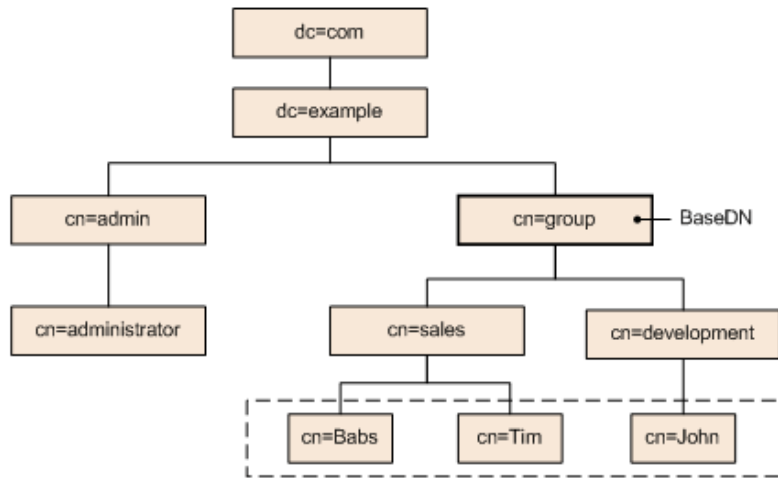 dc=com
dc=example
cn=admin
cn=group
BaseDN
cn=administrator
cn=sales
cn=development
cn=Babs
cn=Tim
cn=John